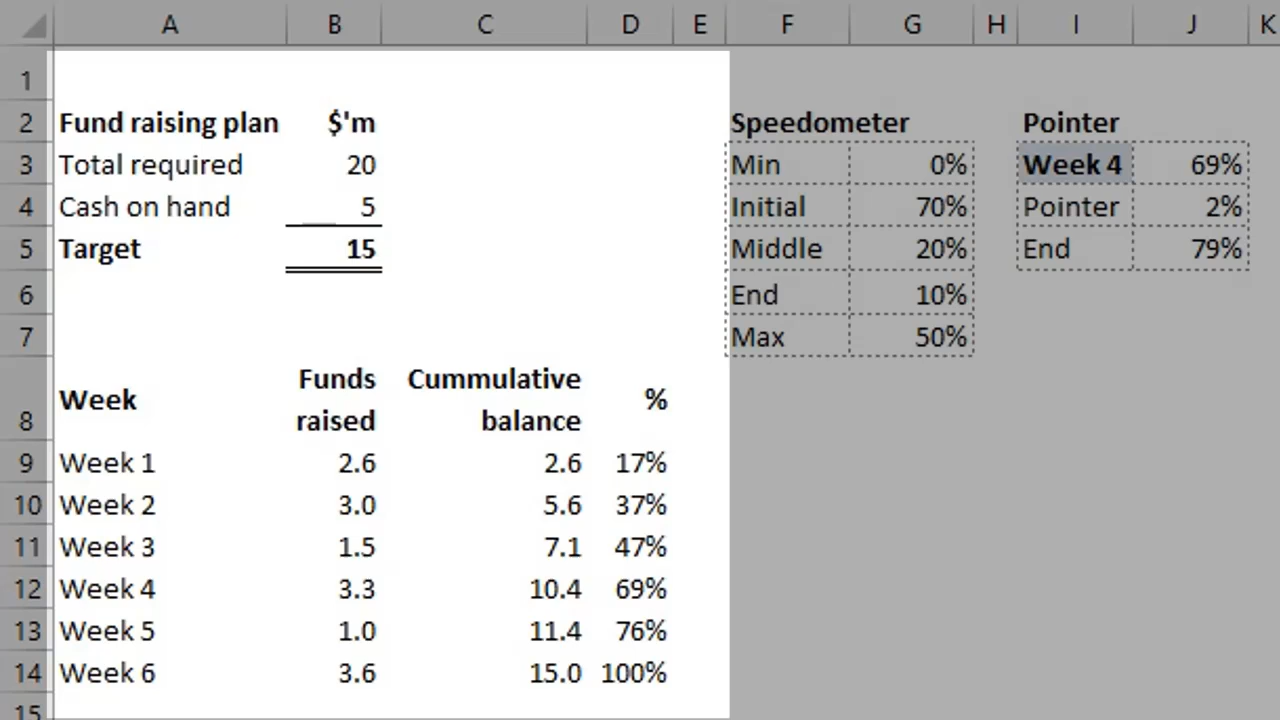 A B C D E F G H I J K
1
2 Fund raising plan $'m Speedometer Pointer
3 Total required 20 Min 0% Week 4 69%
4 Cash on hand 5 Initial 70% Pointer 2%
5 Target 15 Middle 20% End 79%
6 End 10%
7 Max 50%
8 Week Funds raised Cummulative balance %
9 Week 1 2.6 2.6 17%
10 Week 2 3.0 5.6 37%
11 Week 3 1.5 7.1 47%
12 Week 4 3.3 10.4 69%
13 Week 5 1.0 11.4 76%
14 Week 6 3.6 15.0 100%
15